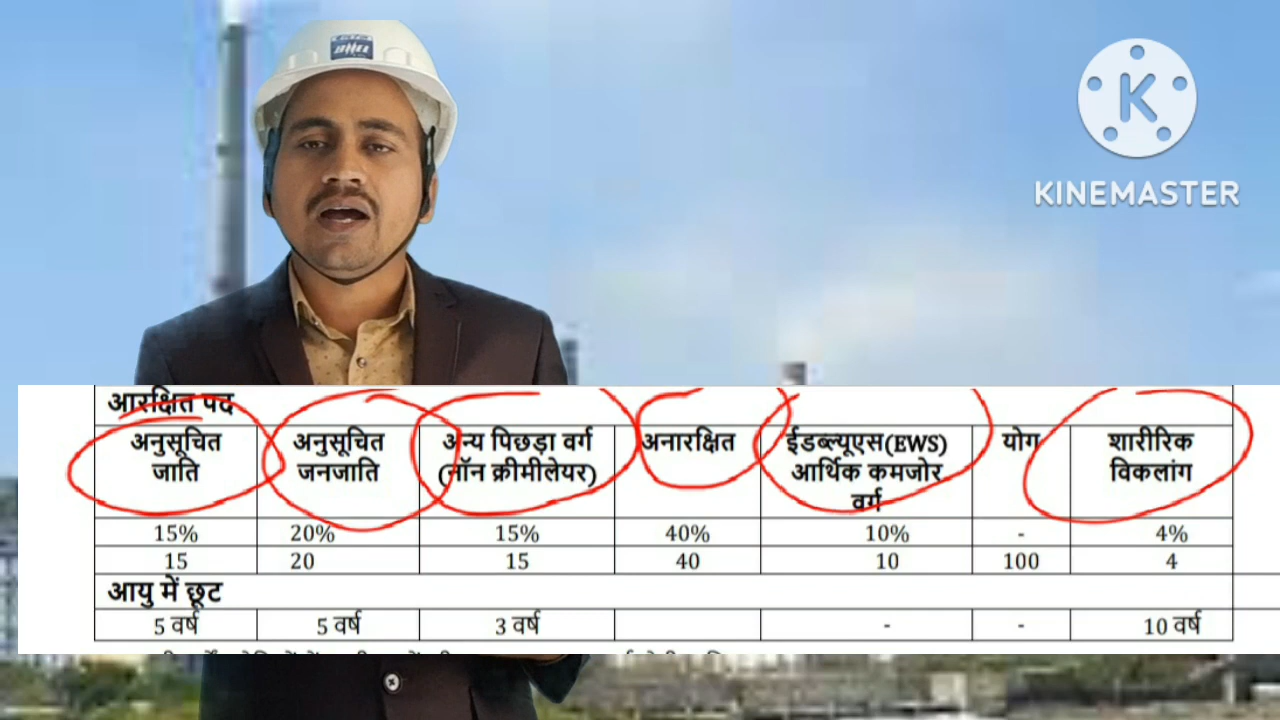 BHEL
K
KINEMASTER
आरक्षित पद
अनुसूचित जाति
अनुसूचित जनजाति
अन्य पिछड़ा वर्ग (नॉन क्रीमीलेयर)
अनारक्षित
ईडब्ल्यूएस(EWS) आर्थिक कमजोर वर्ग
योग
शारीरिक विकलांग
15% 20% 15% 40% 10% - 4%
15 20 15 40 10 100 4
आयु में छूट
5 वर्ष 5 वर्ष 3 वर्ष - - 10 वर्ष